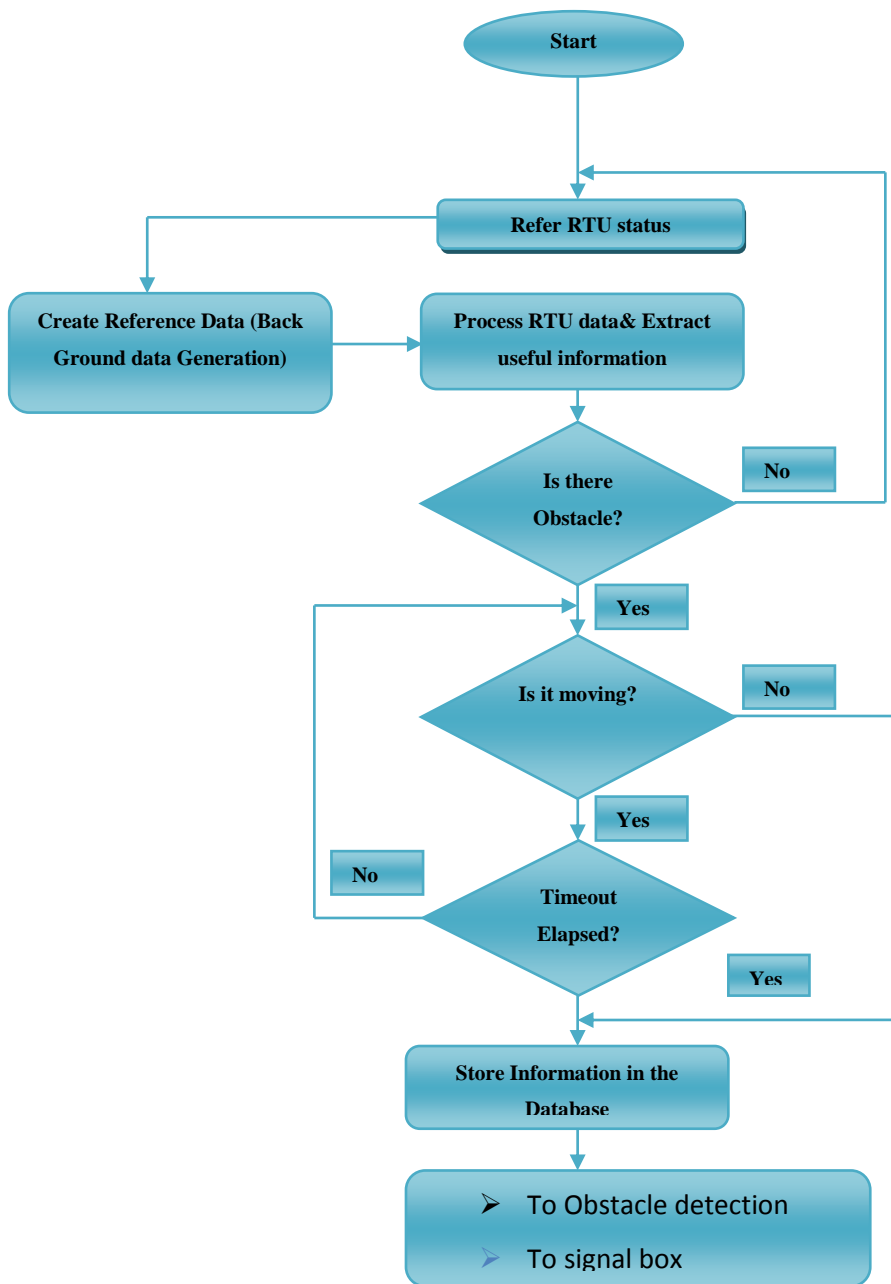 Start
Refer RTU status
Create Reference Data (Back
Ground data Generation)
Process RTU data& Extract
useful information
Is there
Obstacle?
No
Yes
Is it moving?
No
Yes
No
Timeout
Elapsed?
Yes
Store Information in the
Database
➢ To Obstacle detection
➢ To signal box